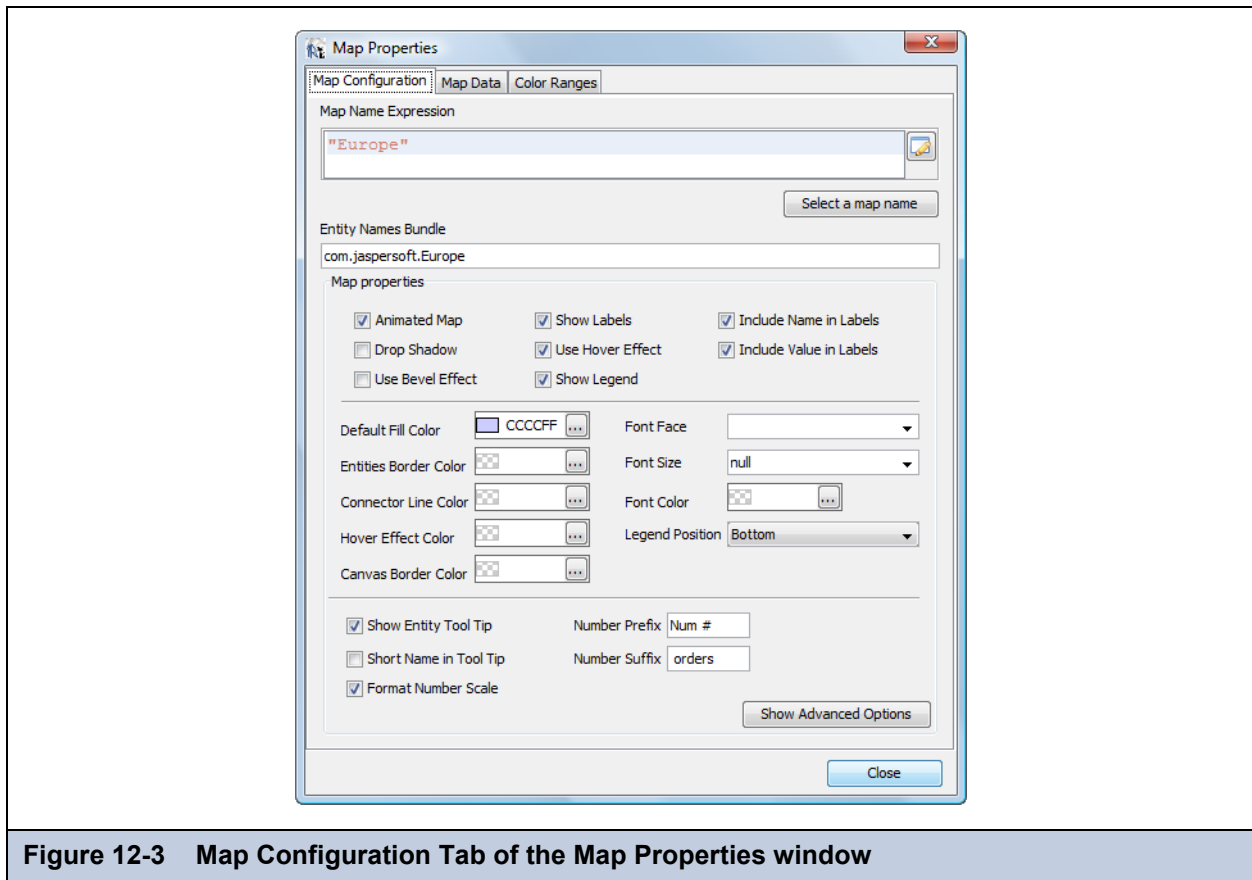 Map Properties
Map Configuration Map Data Color Ranges
Map Name Expression
"Europe"
Select a map name
Entity Names Bundle
com.jaspersoft.Europe
Map properties
Animated Map Show Labels Include Name in Labels
Drop Shadow Use Hover Effect Include Value in Labels
Use Bevel Effect Show Legend
Default Fill Color CCCCFF ... Font Face
Entities Border Color ... Font Size null
Connector Line Color ... Font Color ...
Hover Effect Color ... Legend Position Bottom
Canvas Border Color ...
Show Entity Tool Tip Number Prefix Num #
Short Name in Tool Tip Number Suffix orders
Format Number Scale
Show Advanced Options
Close
Figure 12-3 Map Configuration Tab of the Map Properties window